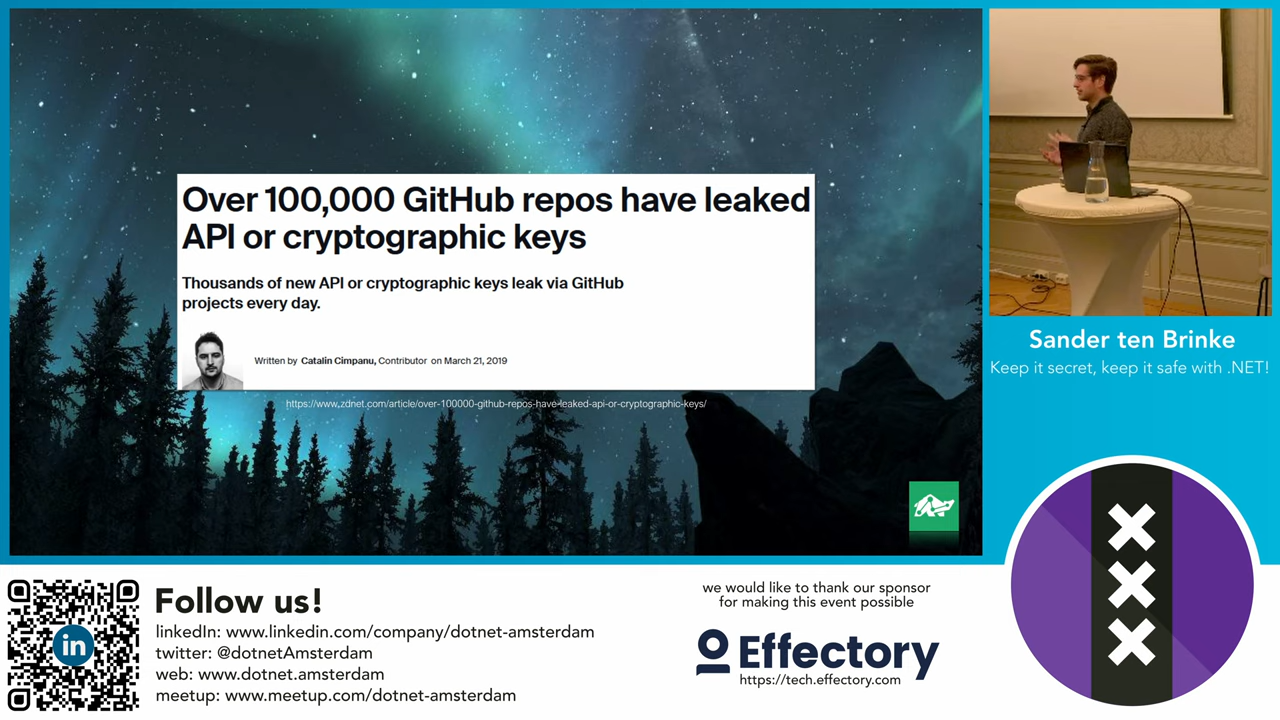 Over 100,000 GitHub repos have leaked
API or cryptographic keys
Thousands of new API or cryptographic keys leak via GitHub
projects every day.
Written by Catalin Cimpanu, Contributor on March 21, 2019
https://www.zdnet.com/article/over-100000-github-repos-have-leaked-api-or-cryptographic-keys/
Sander ten Brinke
Keep it secret, keep it safe with .NET!
in
Follow us!
linkedIn: www.linkedin.com/company/dotnet-amsterdam
twitter: @dotnetAmsterdam
web: www.dotnet.amsterdam
meetup: www.meetup.com/dotnet-amsterdam
we would like to thank our sponsor
for making this event possible
Effectory
https://tech.effectory.com